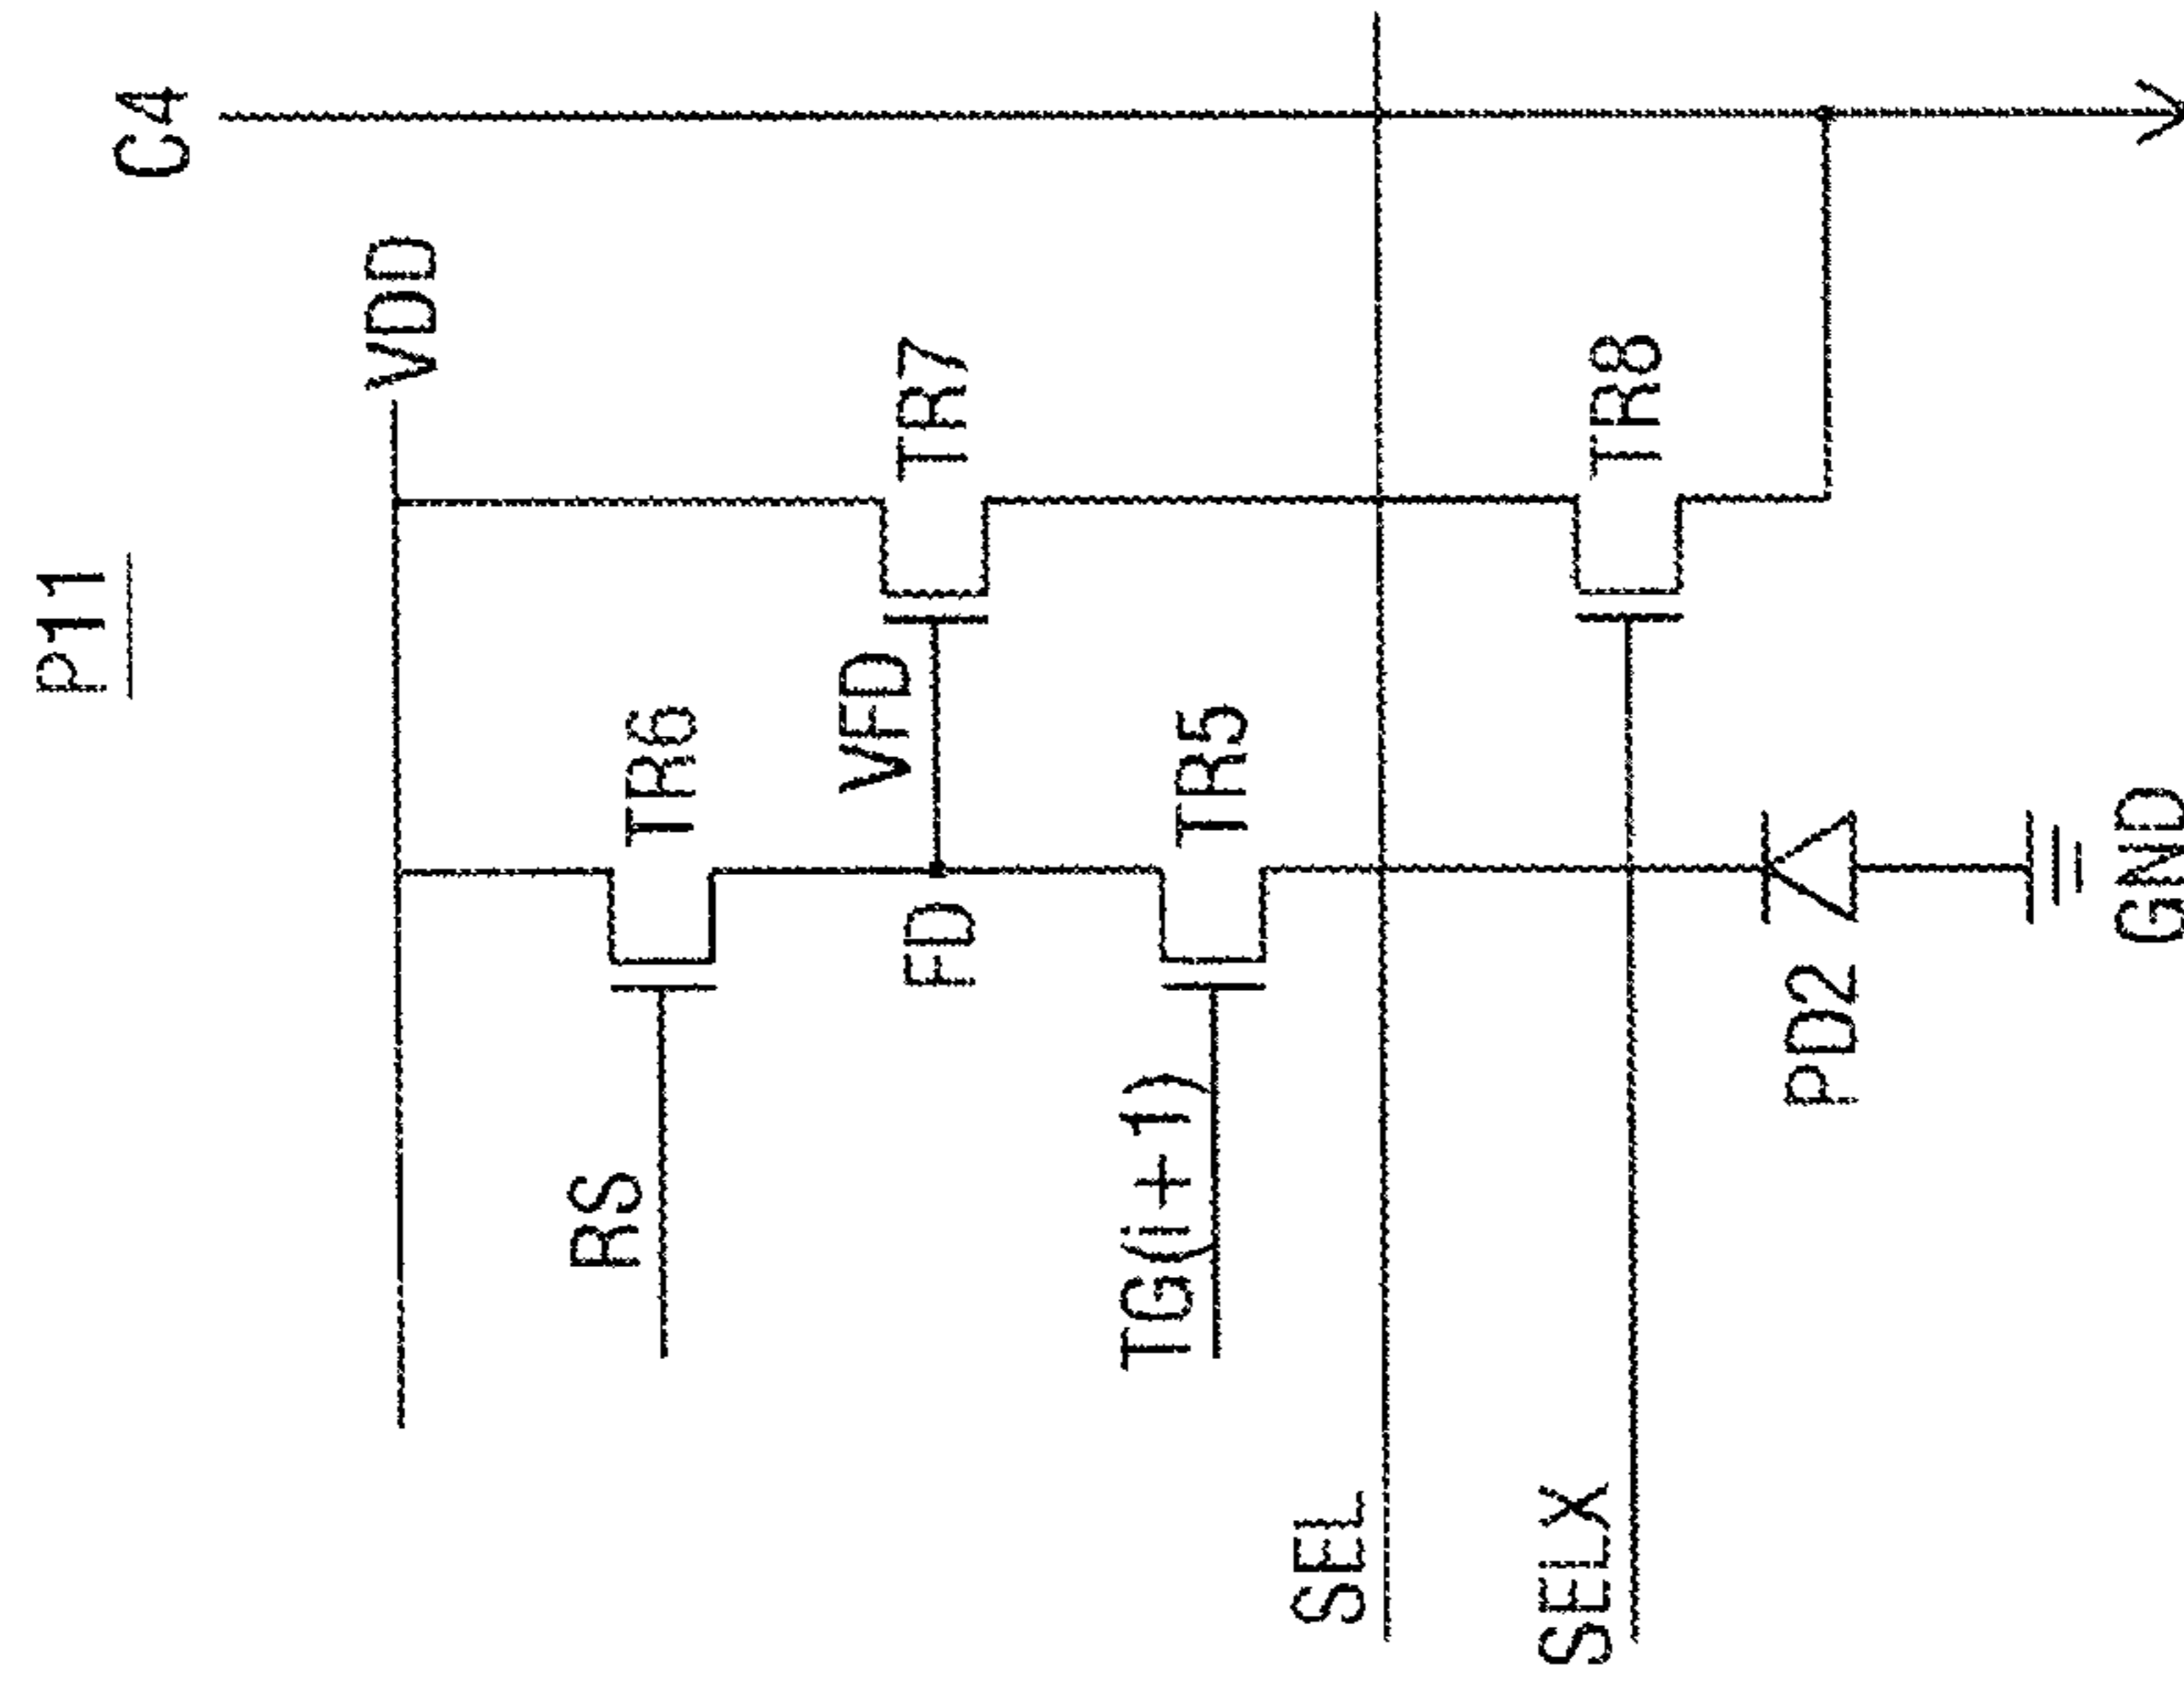 P11
C4
VDD
TR7
TR6
VFD
RS
FD
TR5
TG(i+1)
SEL
TR8
SELX
PD2
GND